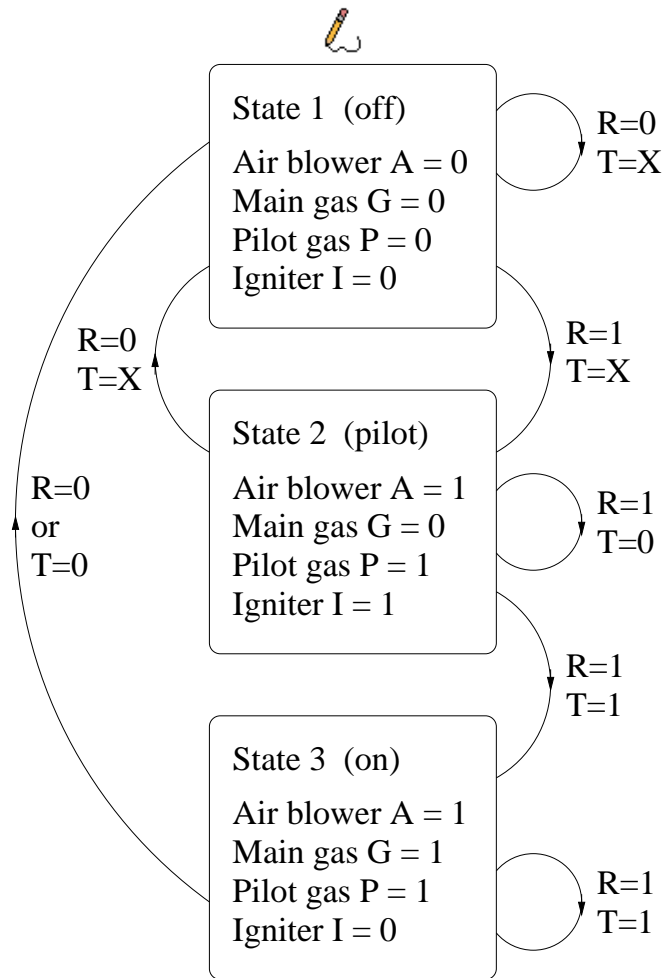 State 1 (off)
Air blower A = 0
Main gas G = 0
Pilot gas P = 0
Igniter I = 0
R=0
T=X
R=0
T=X
R=1
T=X
State 2 (pilot)
Air blower A = 1
Main gas G = 0
Pilot gas P = 1
Igniter I = 1
R=0
or
T=0
R=1
T=0
R=1
T=1
State 3 (on)
Air blower A = 1
Main gas G = 1
Pilot gas P = 1
Igniter I = 0
R=1
T=1